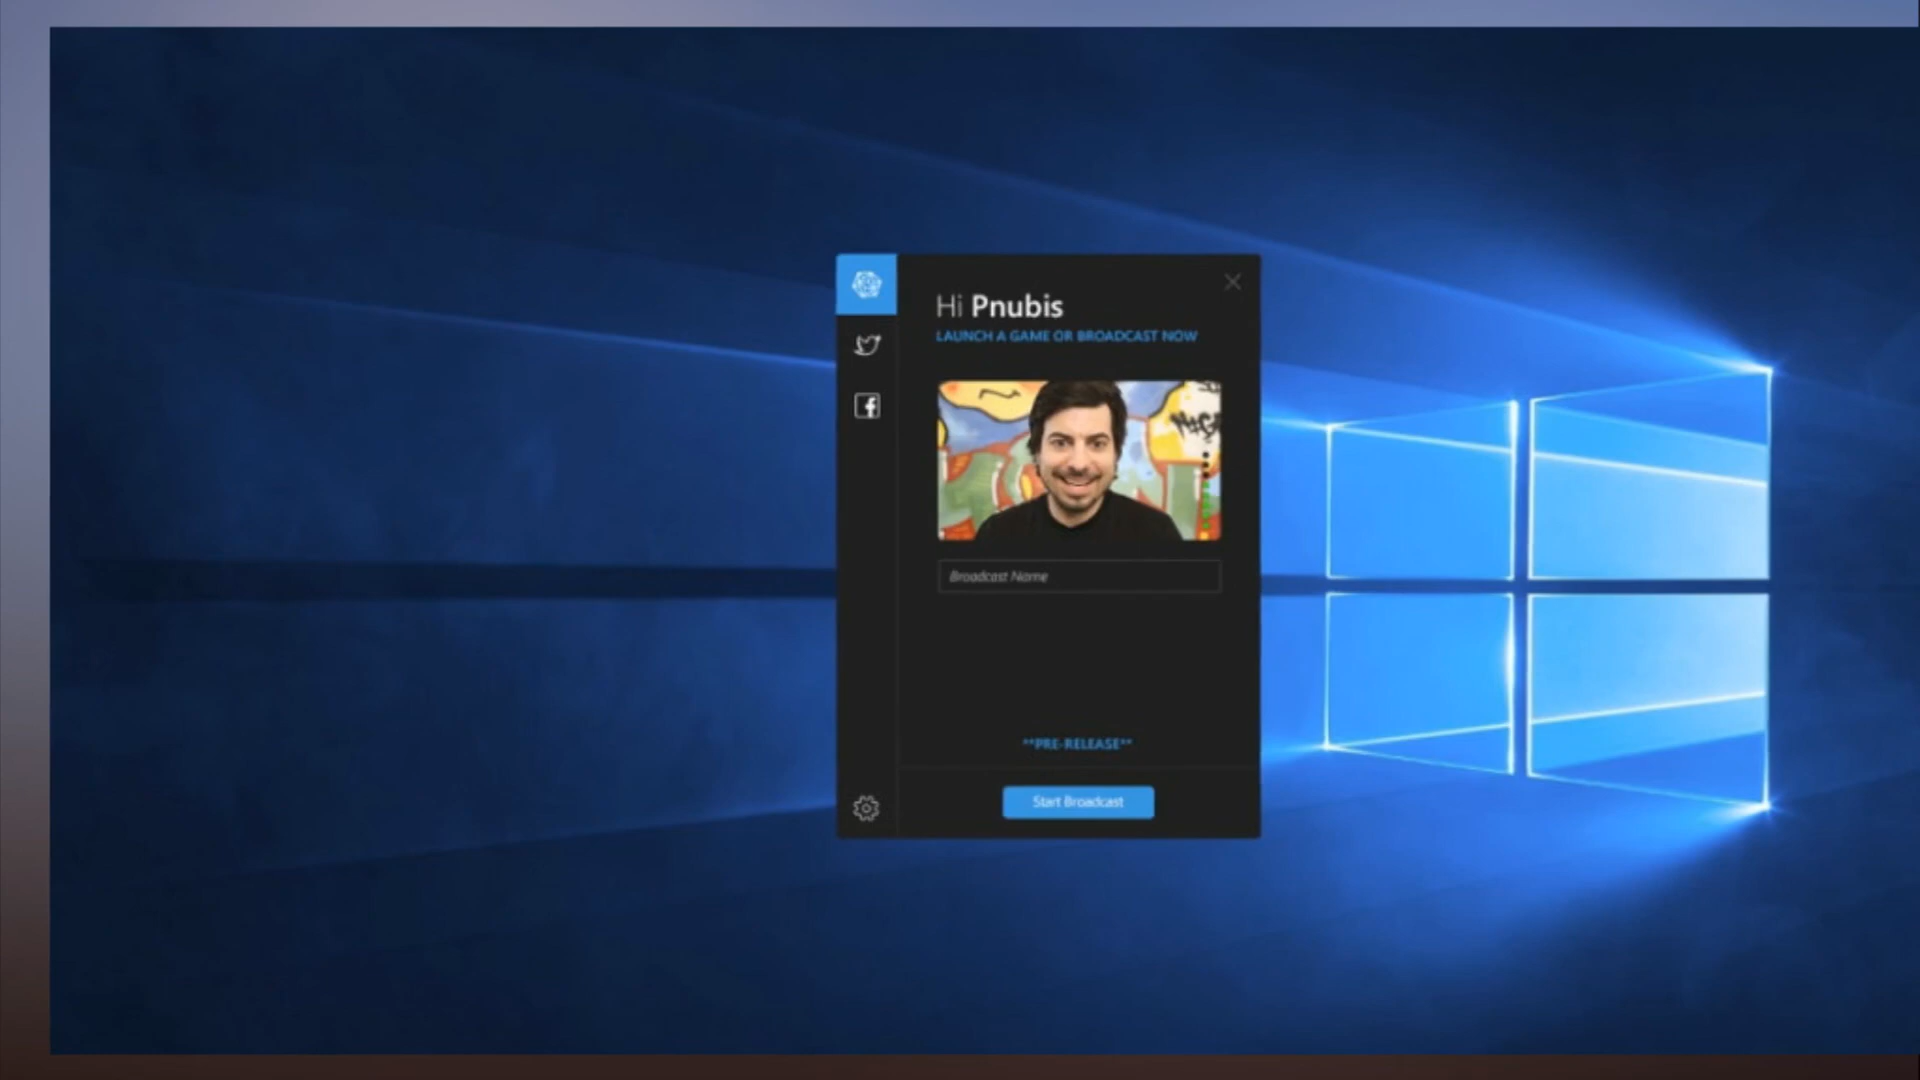 Hi Pnubis
LAUNCH A GAME OR BROADCAST NOW
Broadcast Name
**PRE-RELEASE**
Start Broadcast